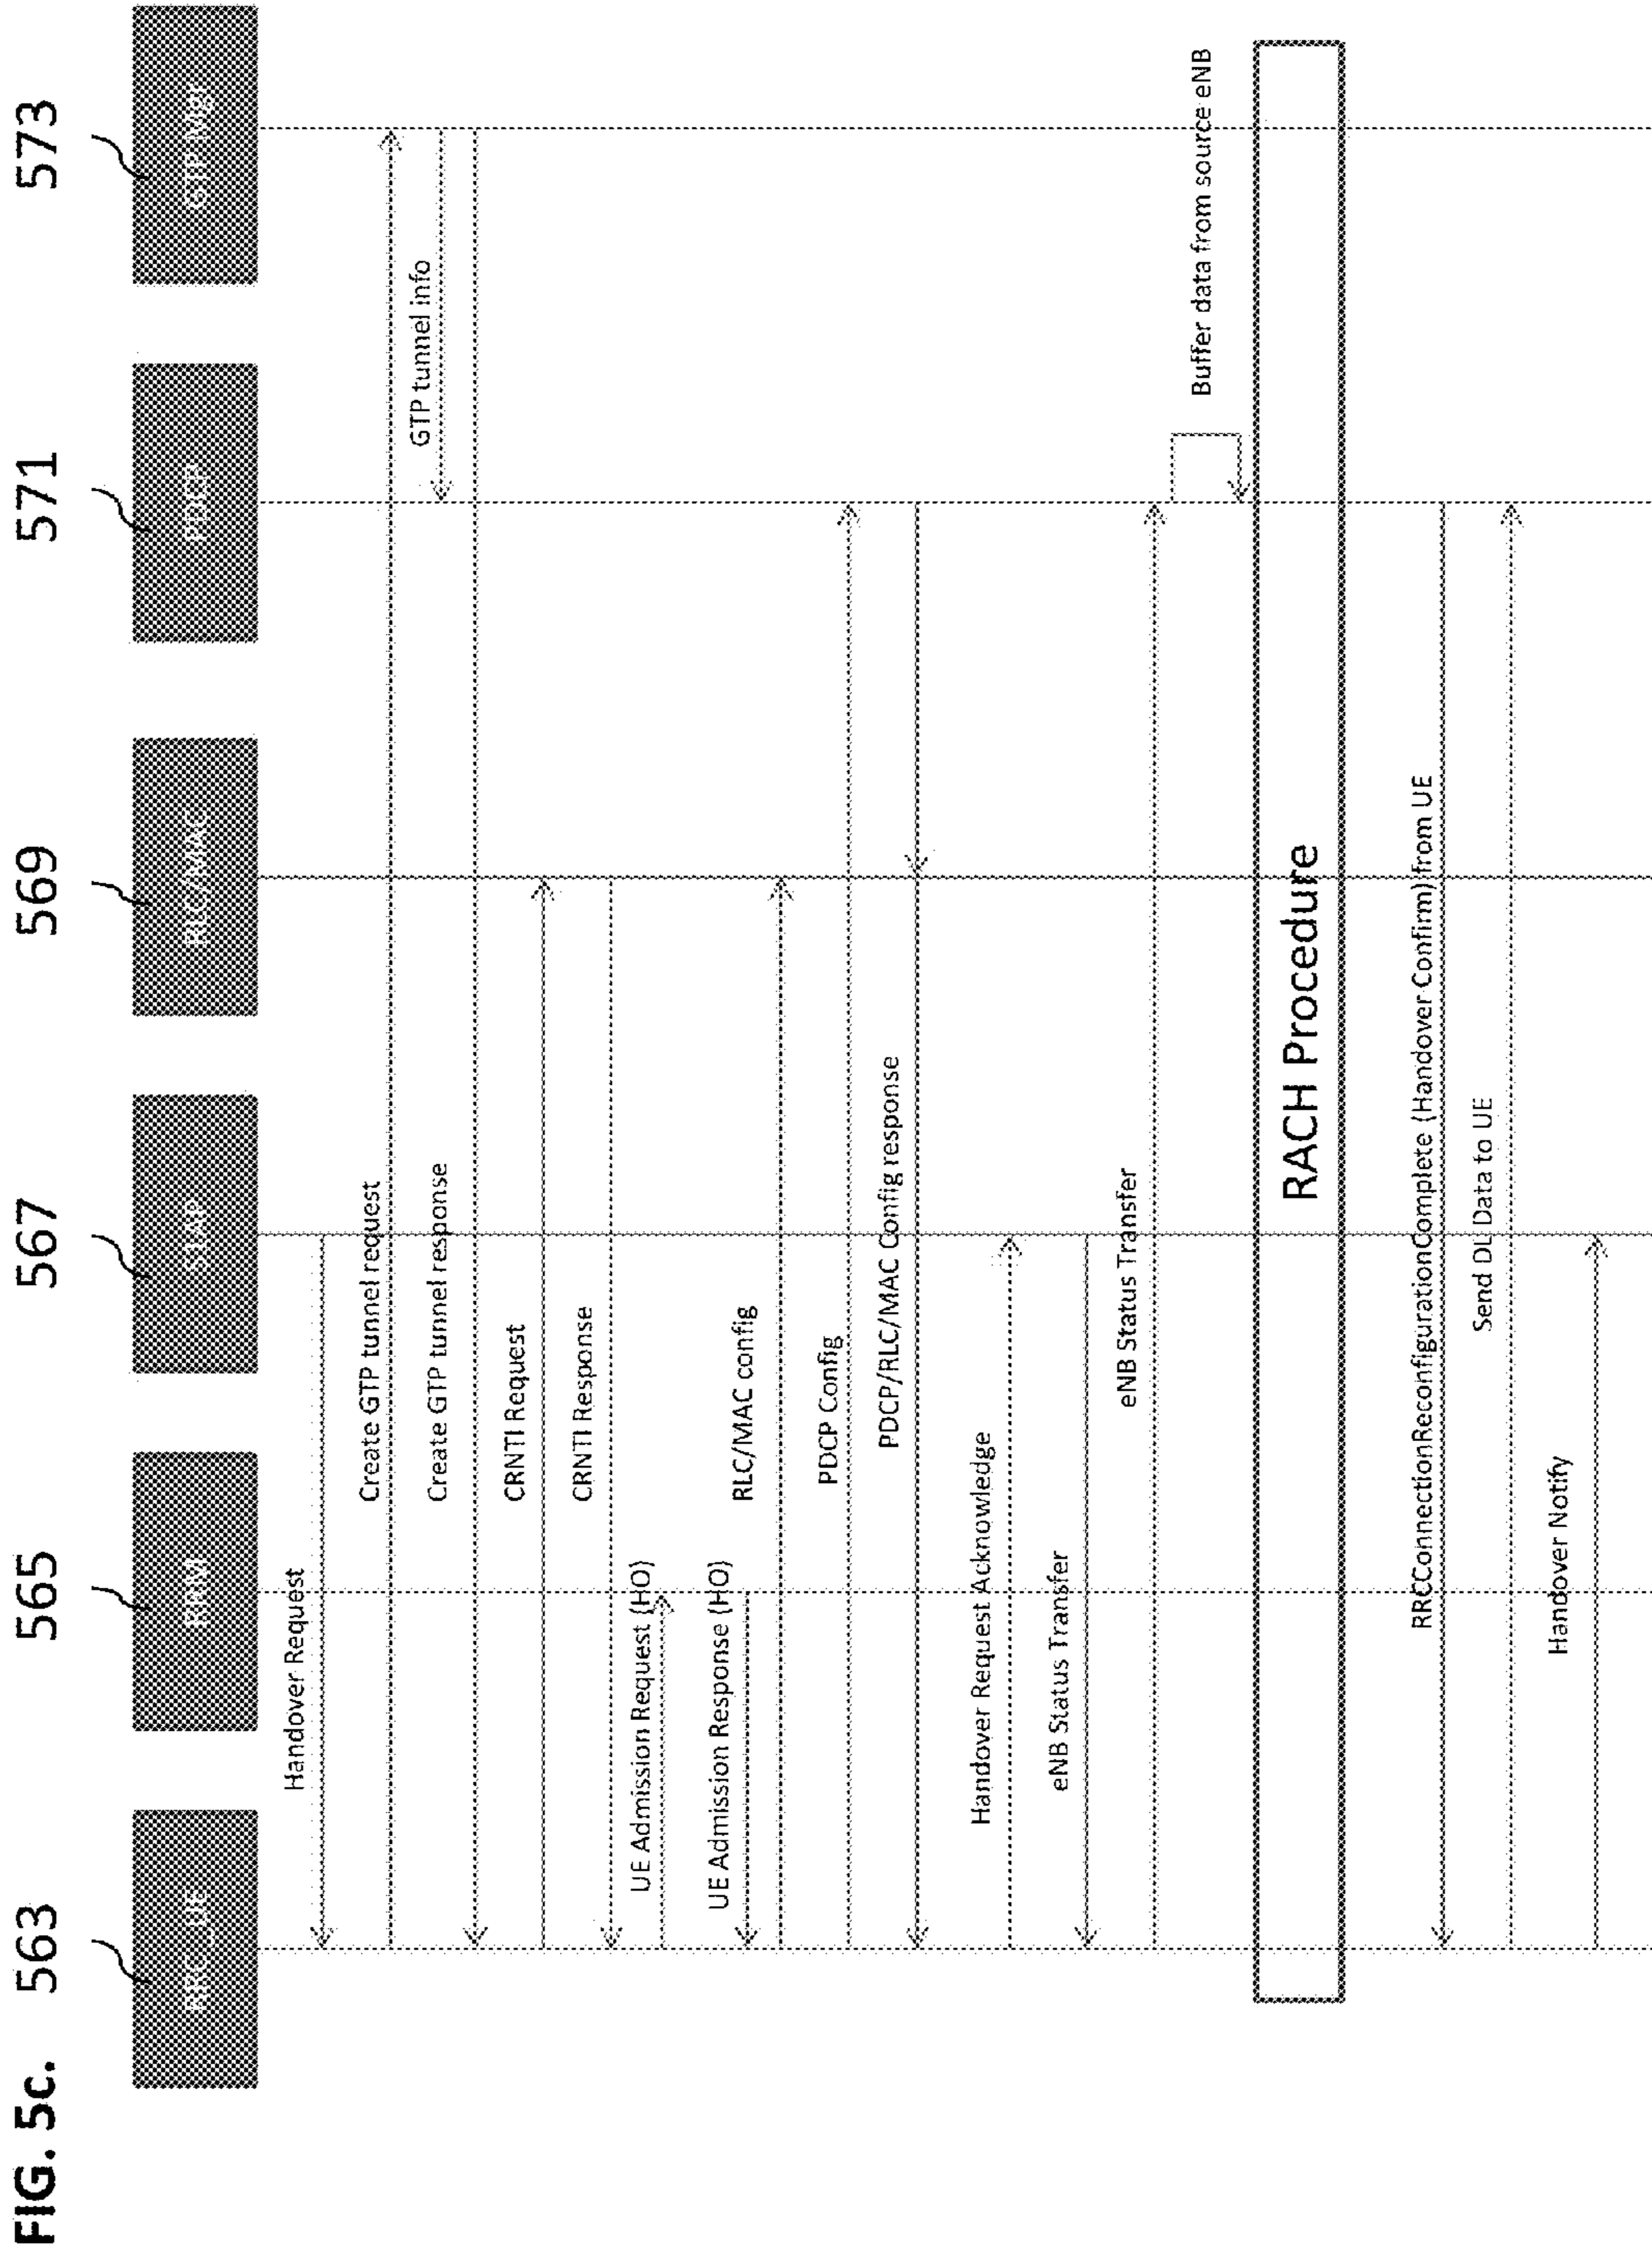 FIG. 5c.
563
565
567
569
571
573
RRC_UE
RRM
S1AP
RLC/MAC
PDCP
GTP Mgr
Handover Request
Create GTP tunnel request
GTP tunnel info
Create GTP tunnel response
CRNTI Request
CRNTI Response
UE Admission Request (HO)
UE Admission Response (HO)
RLC/MAC config
PDCP Config
PDCP/RLC/MAC Config response
Handover Request Acknowledge
eNB Status Transfer
eNB Status Transfer
Buffer data from source eNB
RACH Procedure
RRCConnectionReconfigurationComplete (Handover Confirm) from UE
Send DL Data to UE
Handover Notify